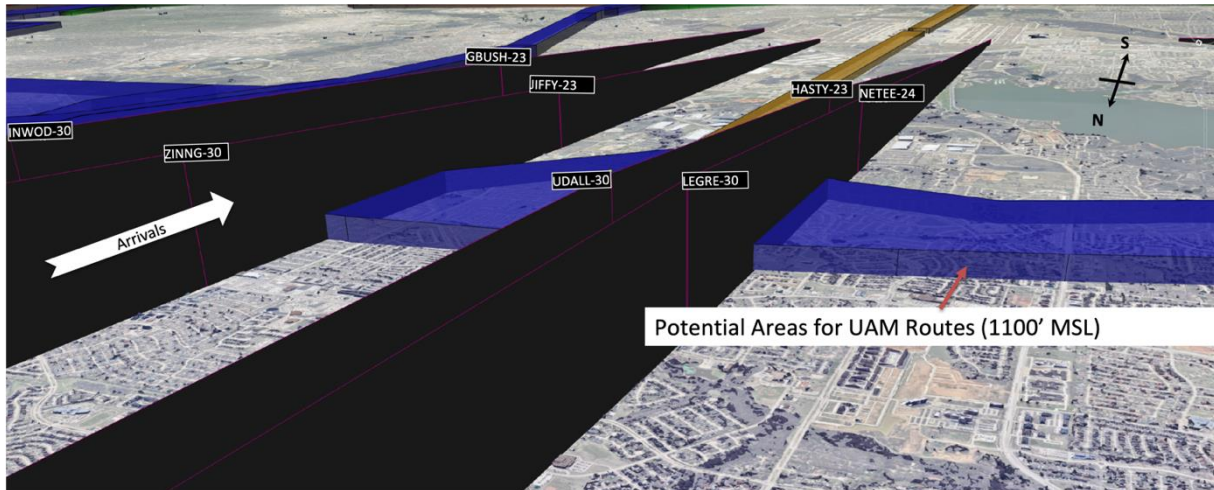 GBUSH-23
JIFFY-23
HASTY-23
NETEE-24
S
N
INWOD-30
ZINNG-30
UDALL-30
LEGRE-30
Arrivals
Potential Areas for UAM Routes (1100' MSL)